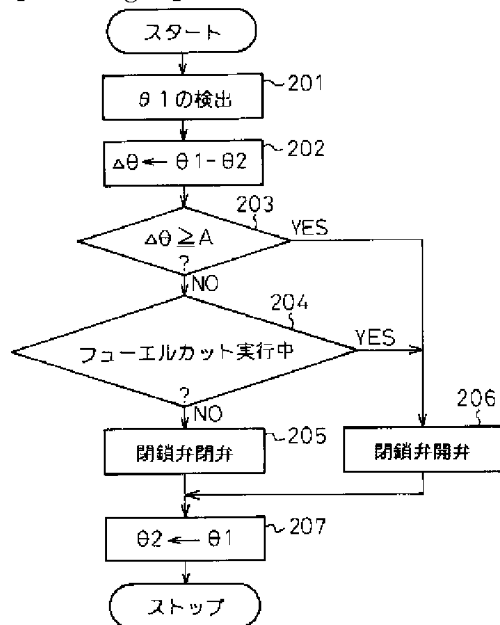 スタート
θ1の検出
201
Δθ ← θ1-θ2
202
203
Δθ ≧ A
?
YES
NO
204
フューエルカット実行中
?
YES
NO
閉鎖弁閉弁
205
206
閉鎖弁開弁
θ2 ← θ1
207
ストップ